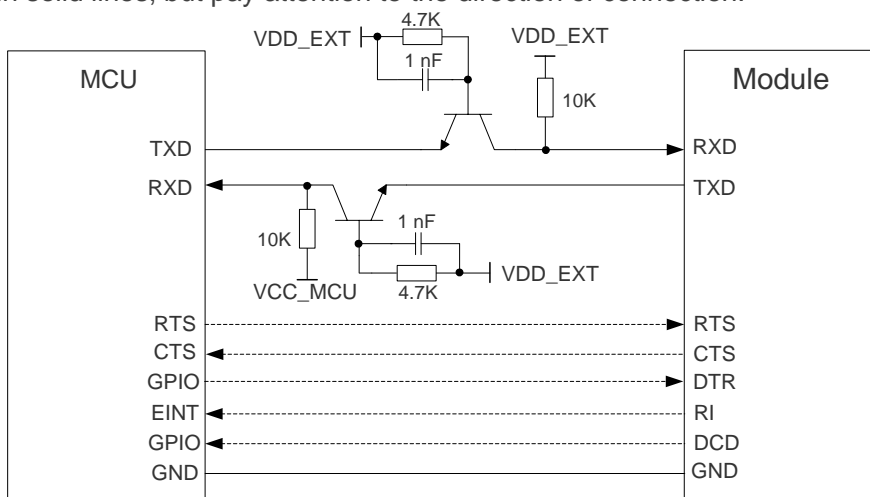 solid lines, but pay attention to the direction of connection.
4.7K
VDD_EXT
VDD_EXT
1 nF
MCU
Module
10K
TXD
RXD
RXD
TXD
1 nF
10K
VDD_EXT
VCC_MCU
4.7K
RTS
RTS
CTS
CTS
GPIO
DTR
EINT
RI
GPIO
DCD
GND
GND